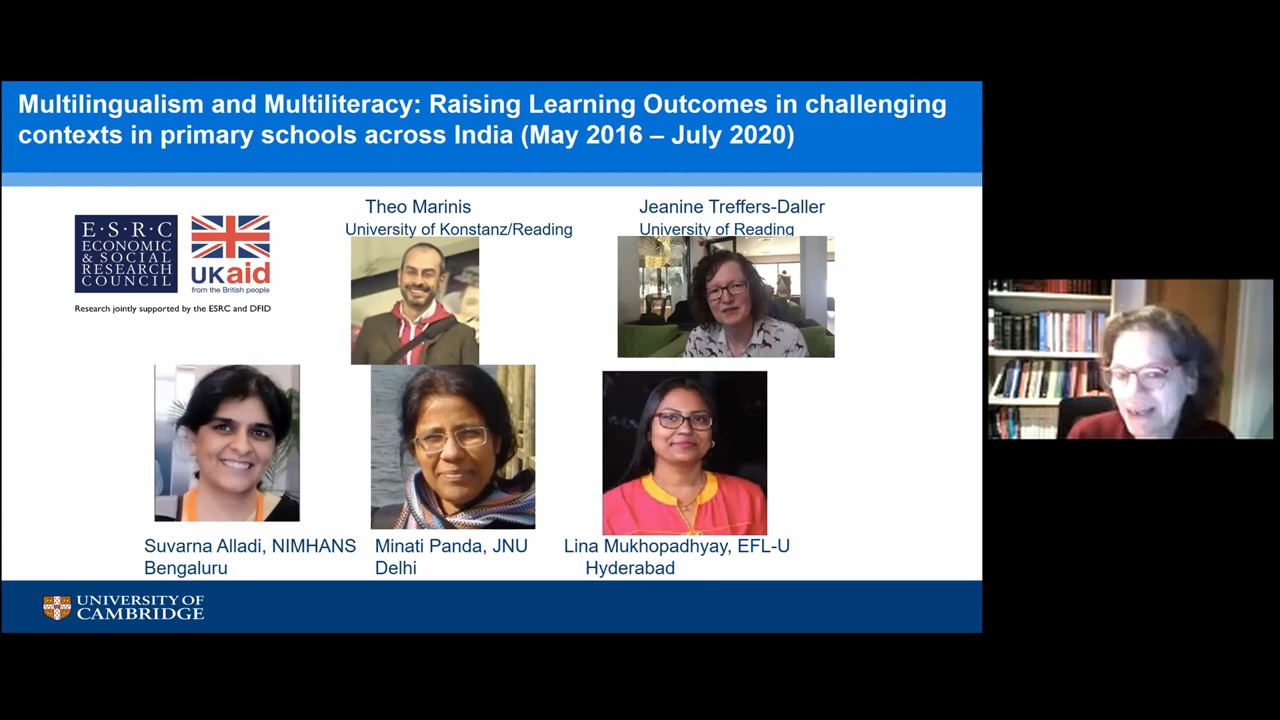 Multilingualism and Multiliteracy: Raising Learning Outcomes in challenging
contexts in primary schools across India (May 2016 – July 2020)
E·S·R·C
ECONOMIC
& SOCIAL
RESEARCH
COUNCIL
UKaid
from the British people
Research jointly supported by the ESRC and DFID
Theo Marinis
University of Konstanz/Reading
Jeanine Treffers-Daller
University of Reading
Suvarna Alladi, NIMHANS
Bengaluru
Minati Panda, JNU
Delhi
Lina Mukhopadhyay, EFL-U
Hyderabad
UNIVERSITY OF
CAMBRIDGE